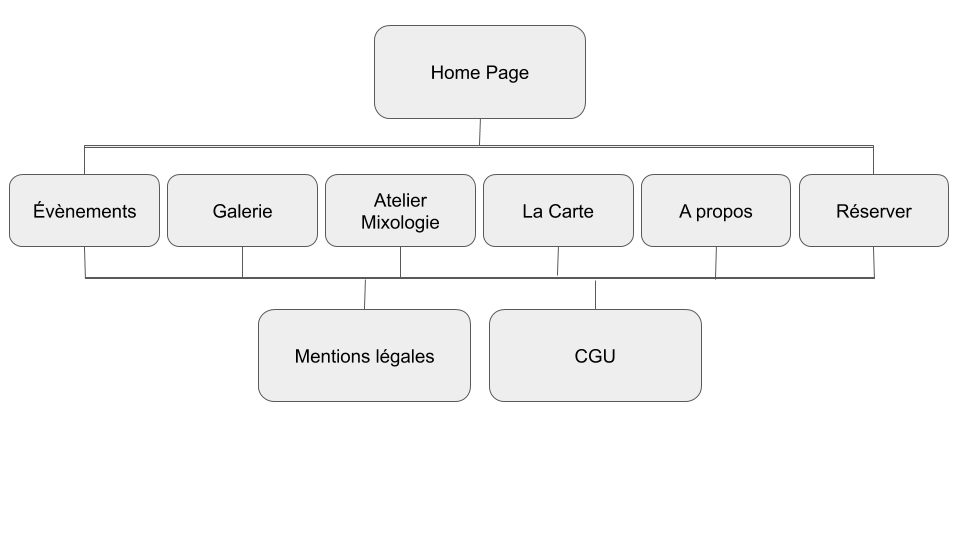 Home Page
Évènements
Galerie
Atelier
Mixologie
La Carte
A propos
Réserver
Mentions légales
CGU